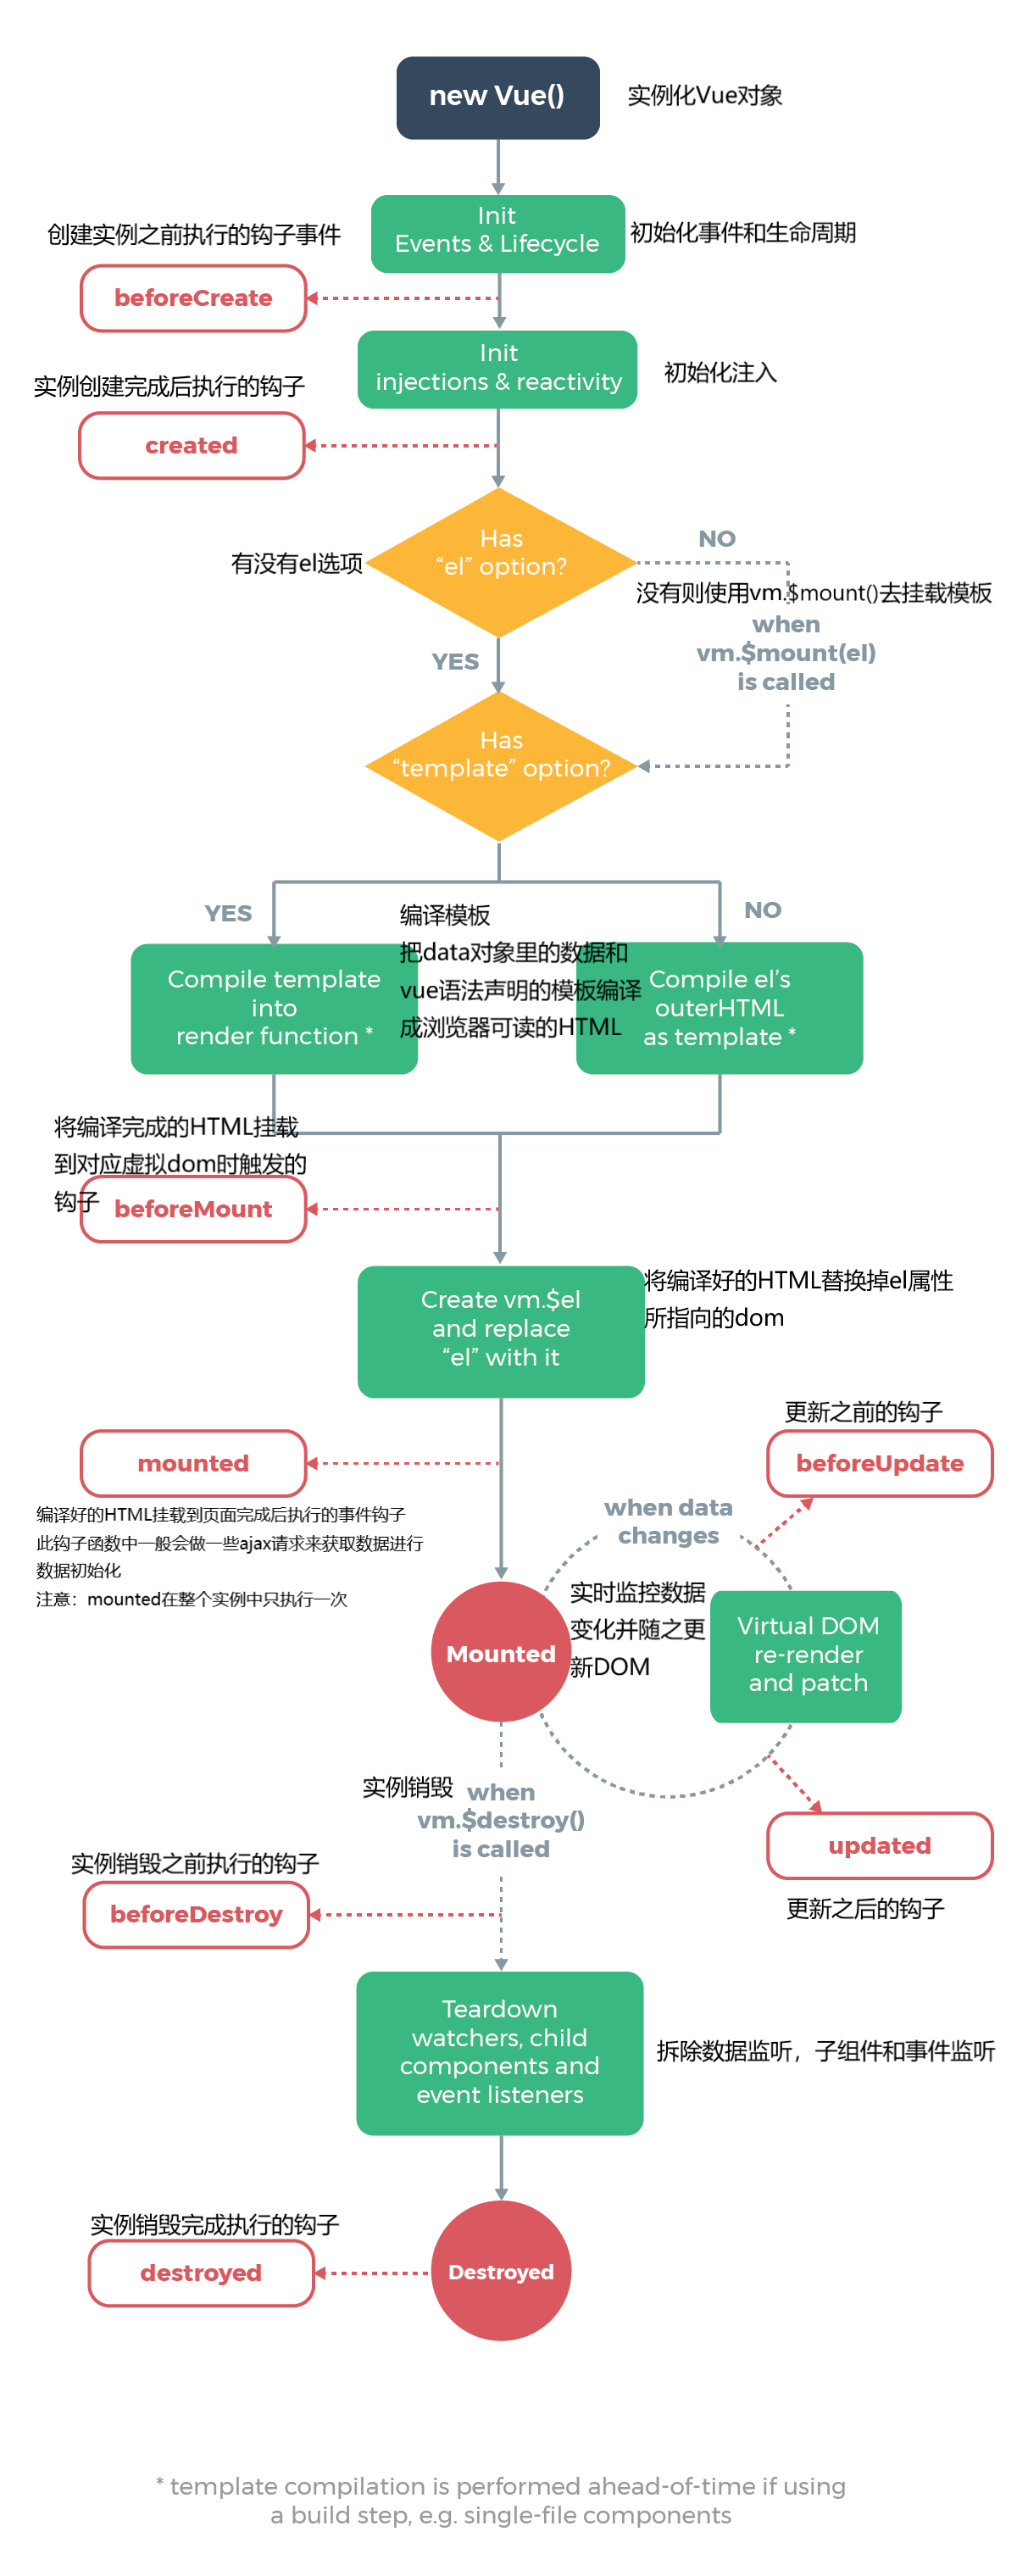 new Vue()
实例化Vue对象
Init
Events & Lifecycle
初始化事件和生命周期
创建实例之前执行的钩子事件
beforeCreate
Init
injections & reactivity
初始化注入
实例创建完成后执行的钩子
created
Has
“el” option?
有没有el选项
NO
没有则使用vm.$mount()去挂载模板
when
vm.$mount(el)
is called
YES
Has
“template” option?
YES
NO
编译模板
把data对象里的数据和
vue语法声明的模板编译
成浏览器可读的HTML
Compile template
into
render function *
Compile el’s
outerHTML
as template *
将编译完成的HTML挂载
到对应虚拟dom时触发的
钩子
beforeMount
Create vm.$el
and replace
“el” with it
将编译好的HTML替换掉el属性
所指向的dom
mounted
编译好的HTML挂载到页面完成后执行的事件钩子
此钩子函数中一般会做一些ajax请求来获取数据进行
数据初始化
注意：mounted在整个实例中只执行一次
更新之前的钩子
beforeUpdate
when data
changes
实时监控数据
变化并随之更
新DOM
Mounted
Virtual DOM
re-render
and patch
实例销毁
when
vm.$destroy()
is called
updated
更新之后的钩子
实例销毁之前执行的钩子
beforeDestroy
Teardown
watchers, child
components and
event listeners
拆除数据监听，子组件和事件监听
实例销毁完成执行的钩子
destroyed
Destroyed
* template compilation is performed ahead-of-time if using
a build step, e.g. single-file components